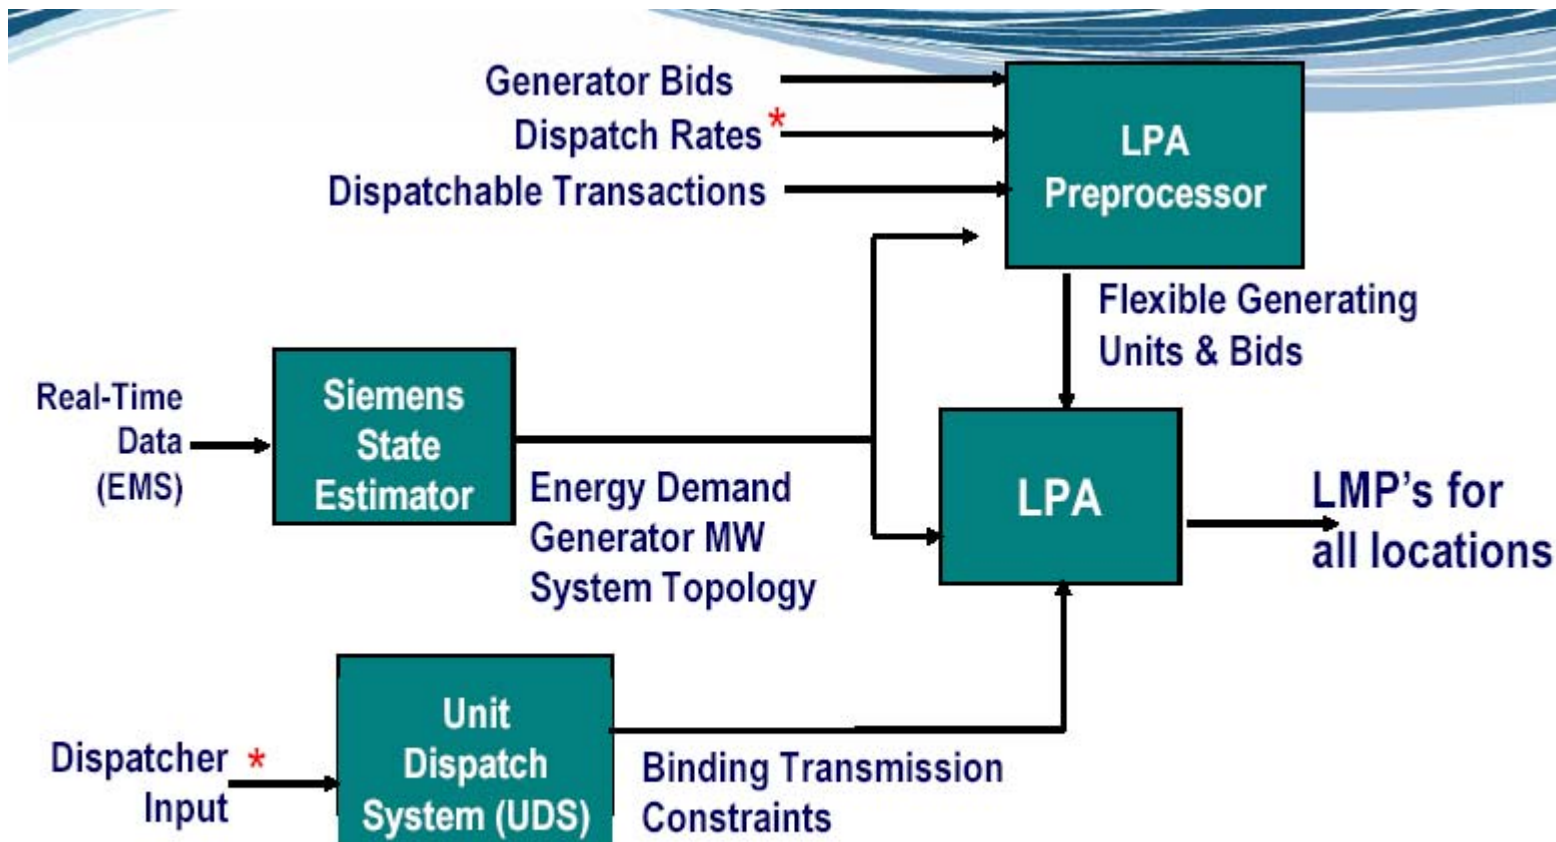 Generator Bids
Dispatch Rates *
Dispatchable Transactions
LPA
Preprocessor
Flexible Generating
Units & Bids
Real-Time
Data
(EMS)
Siemens
State
Estimator
Energy Demand
Generator MW
System Topology
LPA
LMP's for
all locations
Dispatcher *
Input
Unit
Dispatch
System (UDS)
Binding Transmission
Constraints